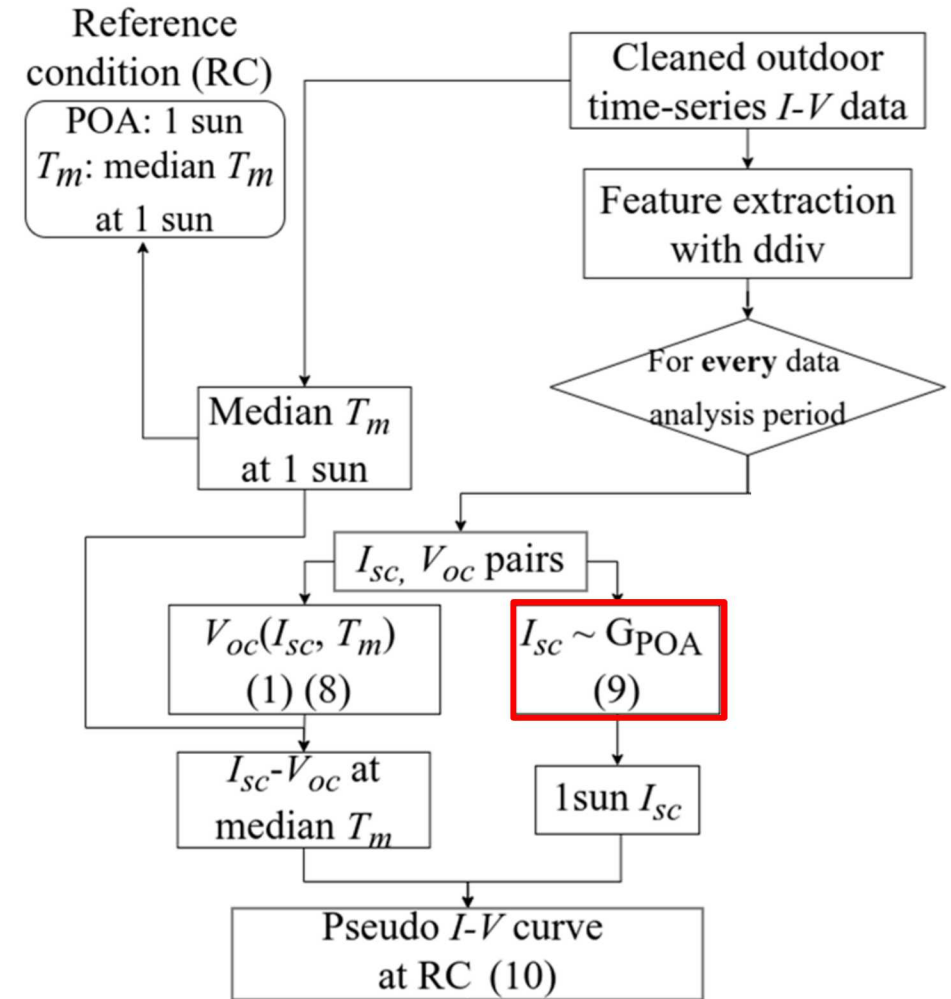 Reference
condition (RC)
POA: 1 sun
Tm: median Tm
at 1 sun
Cleaned outdoor
time-series I-V data
Feature extraction
with ddiv
For every data
analysis period
Median Tm
at 1 sun
Isc, Voc pairs
Voc(Isc, Tm)
(1) (8)
Isc ~ GPOA
(9)
Isc-Voc at
median Tm
1sun Isc
Pseudo I-V curve
at RC (10)